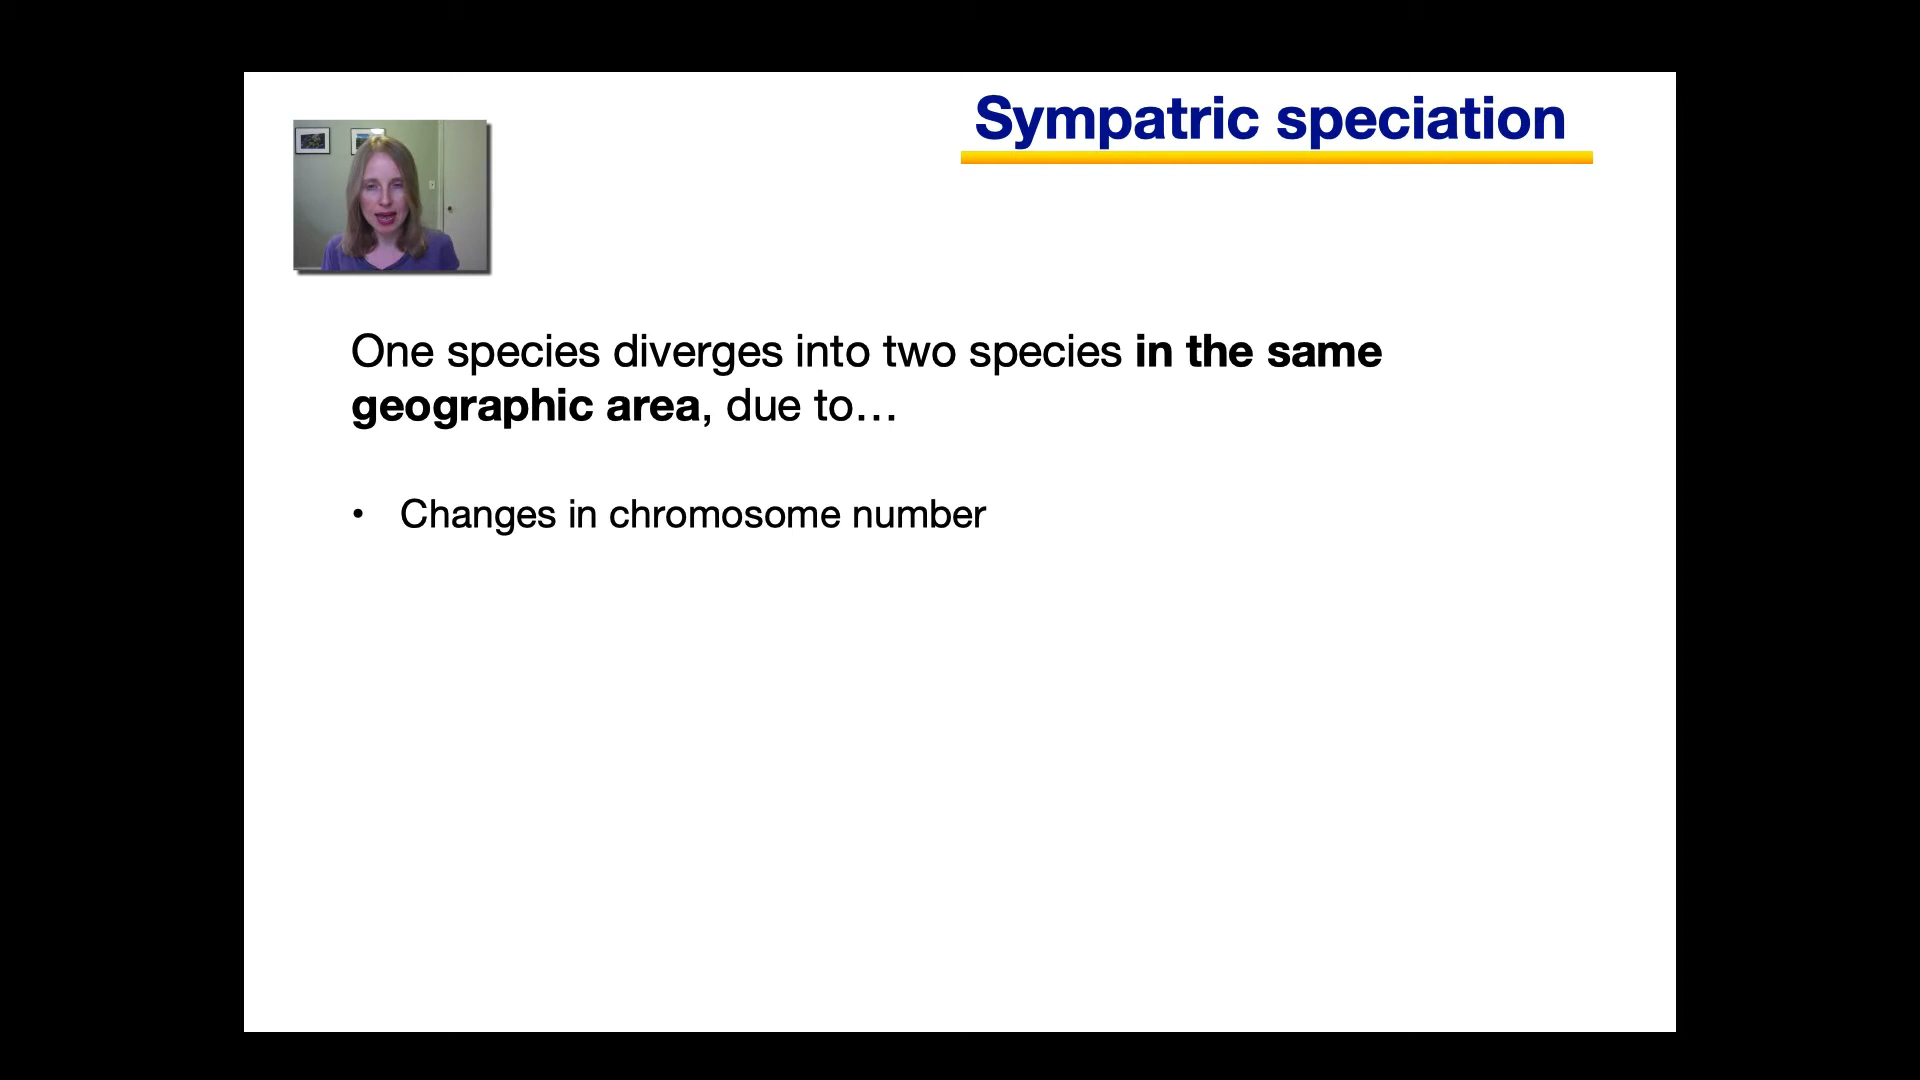 Sympatric speciation
One species diverges into two species in the same
geographic area, due to…
• Changes in chromosome number